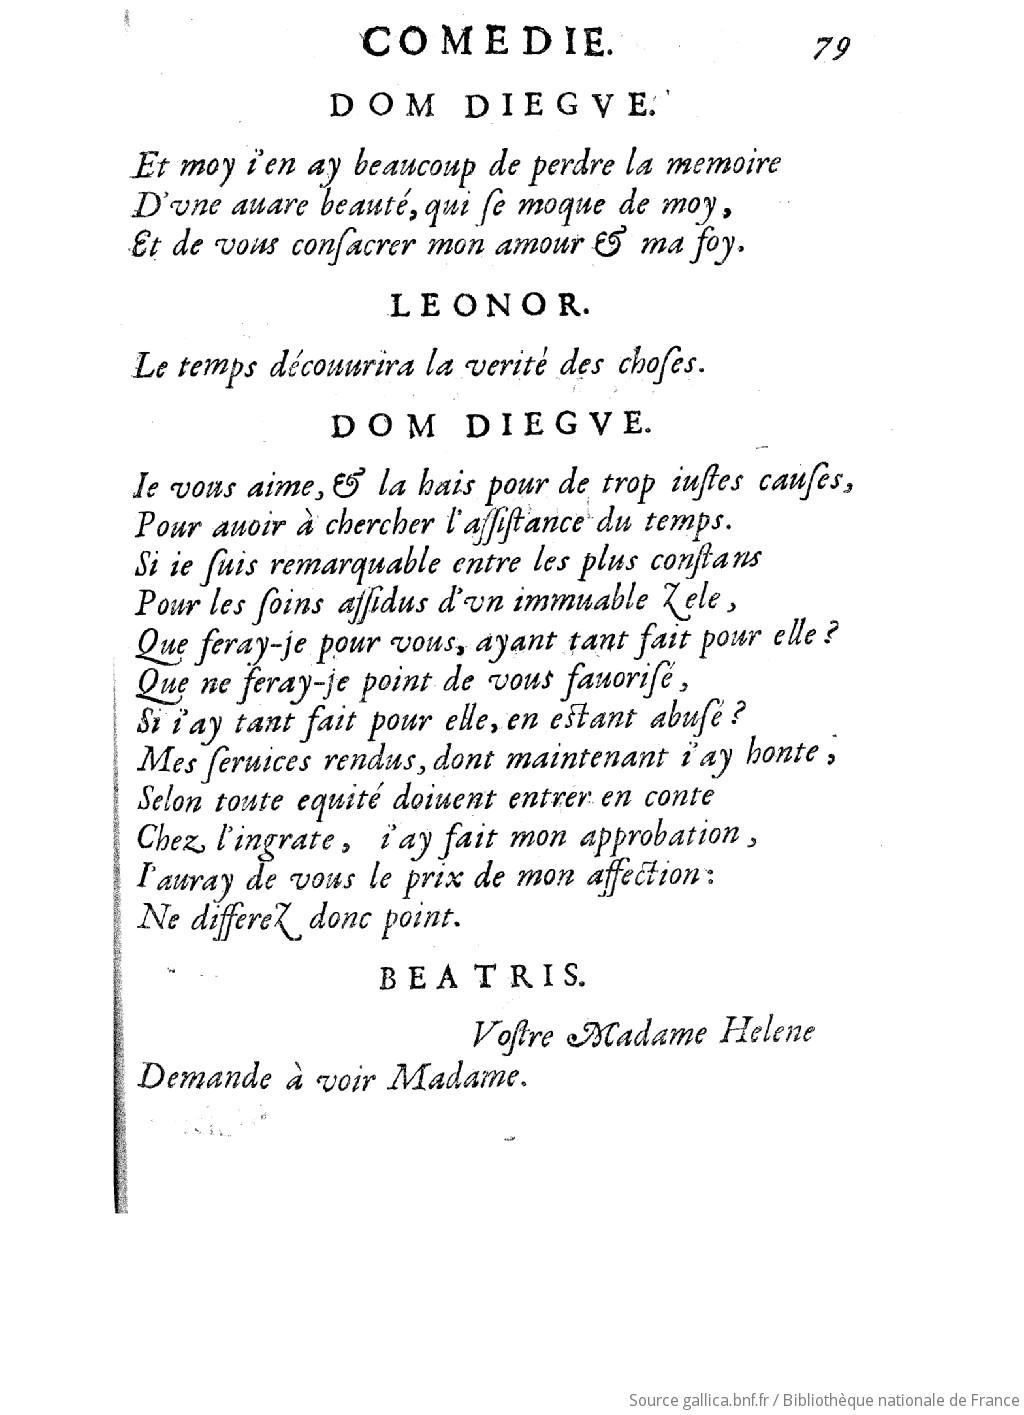 COMEDIE. 79
DOM DIEGVE.
Et moy i'en ay beaucoup de perdre la memoire
D'vne auare beauté, qui ſe moque de moy,
Et de vous conſacrer mon amour & ma foy.
LEONOR.
Le temps découurira la verité des choſes.
DOM DIEGVE.
Ie vous aime, & la hais pour de trop iuſtes cauſes,
Pour auoir à chercher l'aſſiſtance du temps.
Si ie ſuis remarquable entre les plus conſtans
Pour les ſoins aſſidus d'vn immuable Zele,
Que feray-je pour vous, ayant tant fait pour elle?
Que ne feray-je point de vous fauoriſé,
Si i'ay tant fait pour elle, en eſtant abuſé?
Mes ſeruices rendus, dont maintenant i'ay honte,
Selon toute equité doiuent entrer en conte
Chez l'ingrate, i'ay fait mon approbation,
I'auray de vous le prix de mon affection:
Ne differeZ donc point.
BEATRIS.
Voſtre Madame Helene
Demande à voir Madame.
Source gallica.bnf.fr / Bibliothèque nationale de France